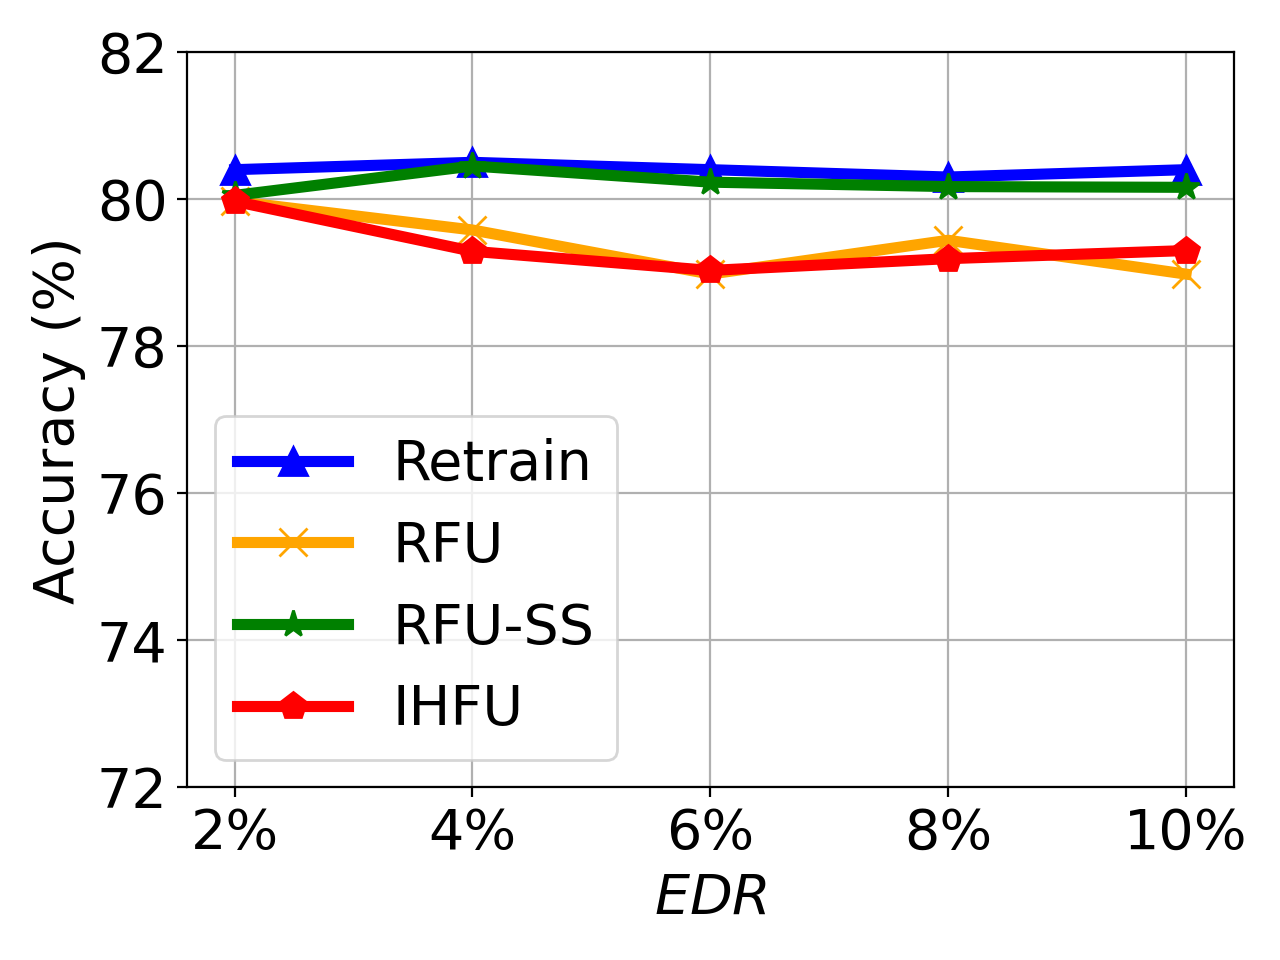 82
80
78
76
74
72
Accuracy (%)
Retrain
RFU
RFU-SS
IHFU
2% 4% 6% 8% 10%
EDR